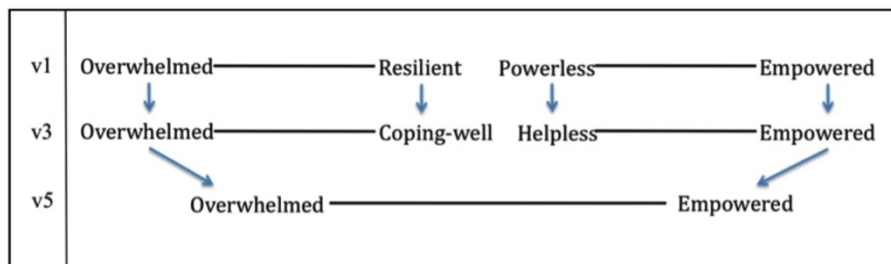 v1 Overwhelmed Resilient Powerless Empowered
v3 Overwhelmed Coping-well Helpless Empowered
v5 Overwhelmed Empowered